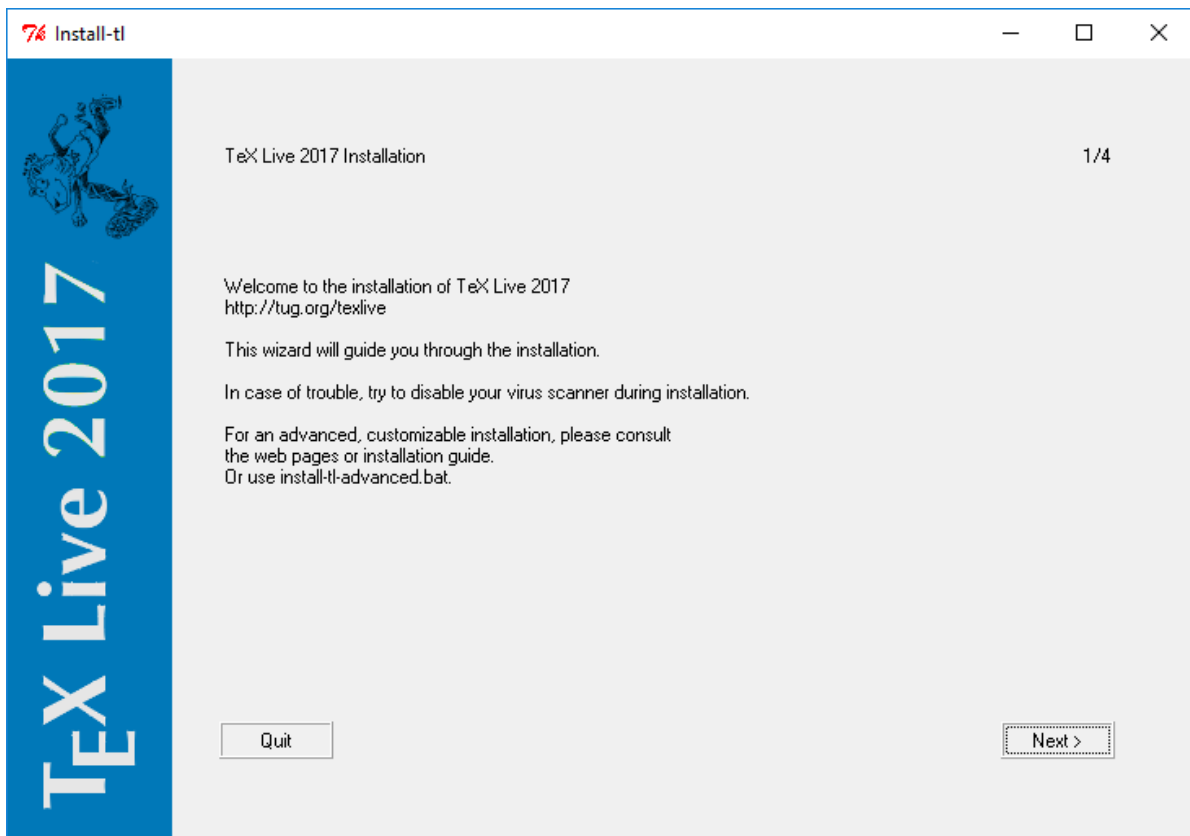 Install-tl
TeX Live 2017
TeX Live 2017 Installation
1/4
Welcome to the installation of TeX Live 2017
http://tug.org/texlive
This wizard will guide you through the installation.
In case of trouble, try to disable your virus scanner during installation.
For an advanced, customizable installation, please consult
the web pages or installation guide.
Or use install-tl-advanced.bat.
Quit
Next >